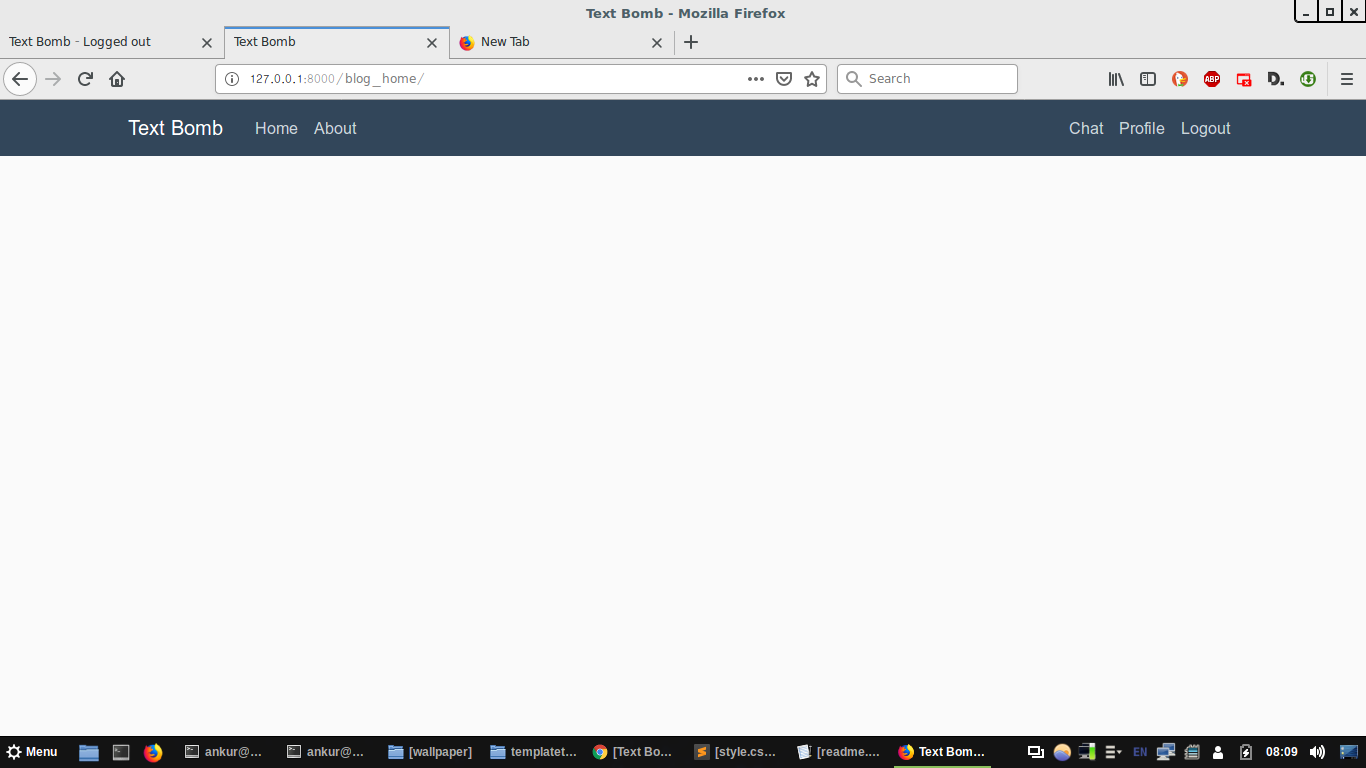 Text Bomb - Mozilla Firefox
Text Bomb - Logged out
Text Bomb
New Tab
127.0.0.1:8000/blog_home/
Search
ABP
D.
Text Bomb Home About Chat Profile Logout
Menu ankur@... ankur@... [wallpaper] templatet... [Text Bo... [style.cs... [readme.... Text Bom... EN 08:09